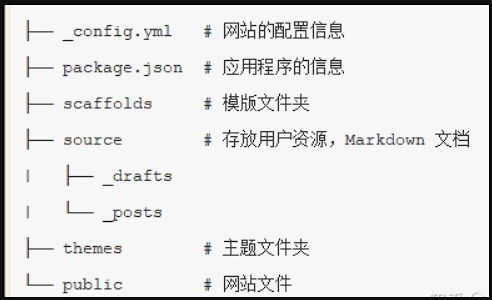 ├── _config.yml # 网站的配置信息
├── package.json # 应用程序的信息
├── scaffolds # 模版文件夹
├── source # 存放用户资源，Markdown 文档
| ├── _drafts
| └── _posts
├── themes # 主题文件夹
└── public # 网站文件